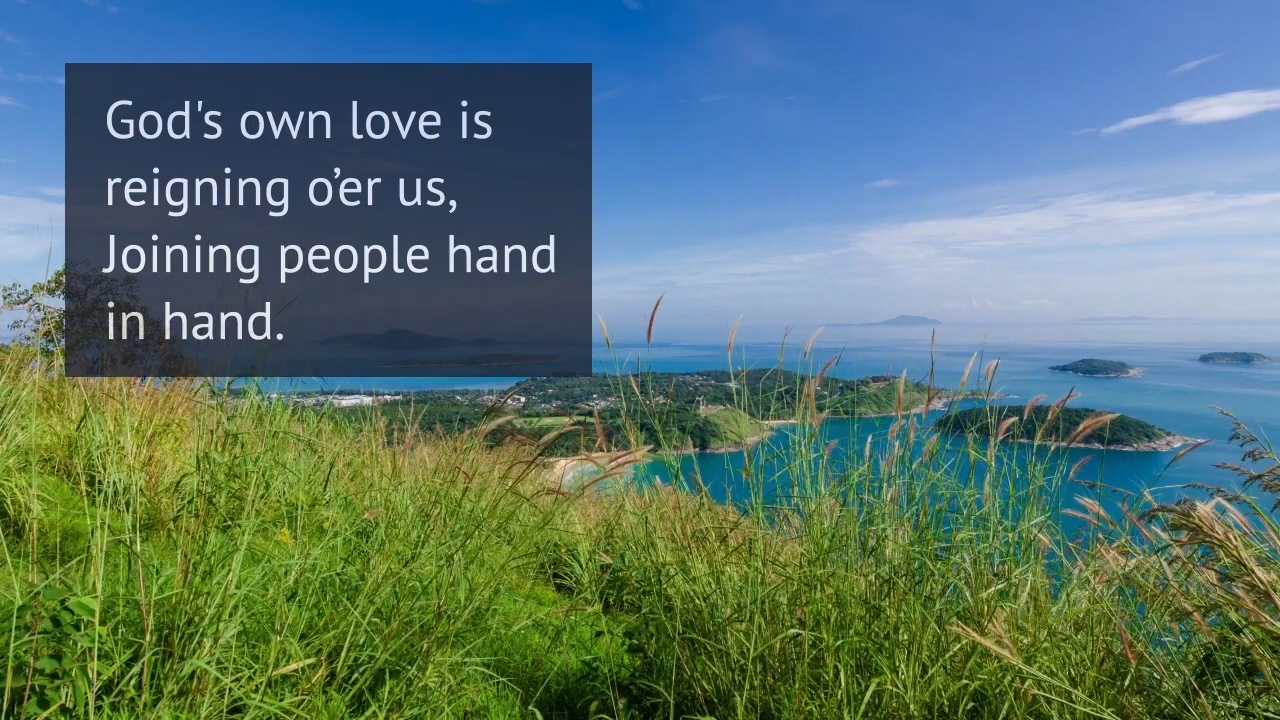 God's own love is
reigning o’er us,
Joining people hand
in hand.